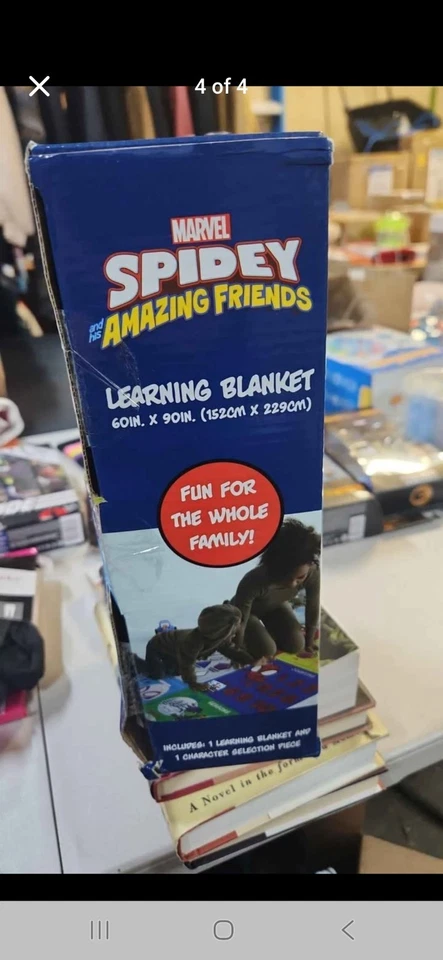 4 of 4
MARVEL
SPIDEY
and his
AMAZING FRIENDS
LEARNING BLANKET
60IN. X 90IN. (152CM X 229CM)
FUN FOR
THE WHOLE
FAMILY!
INCLUDES: 1 LEARNING BLANKET AND
1 CHARACTER SELECTION PIECE
A Novel in the form